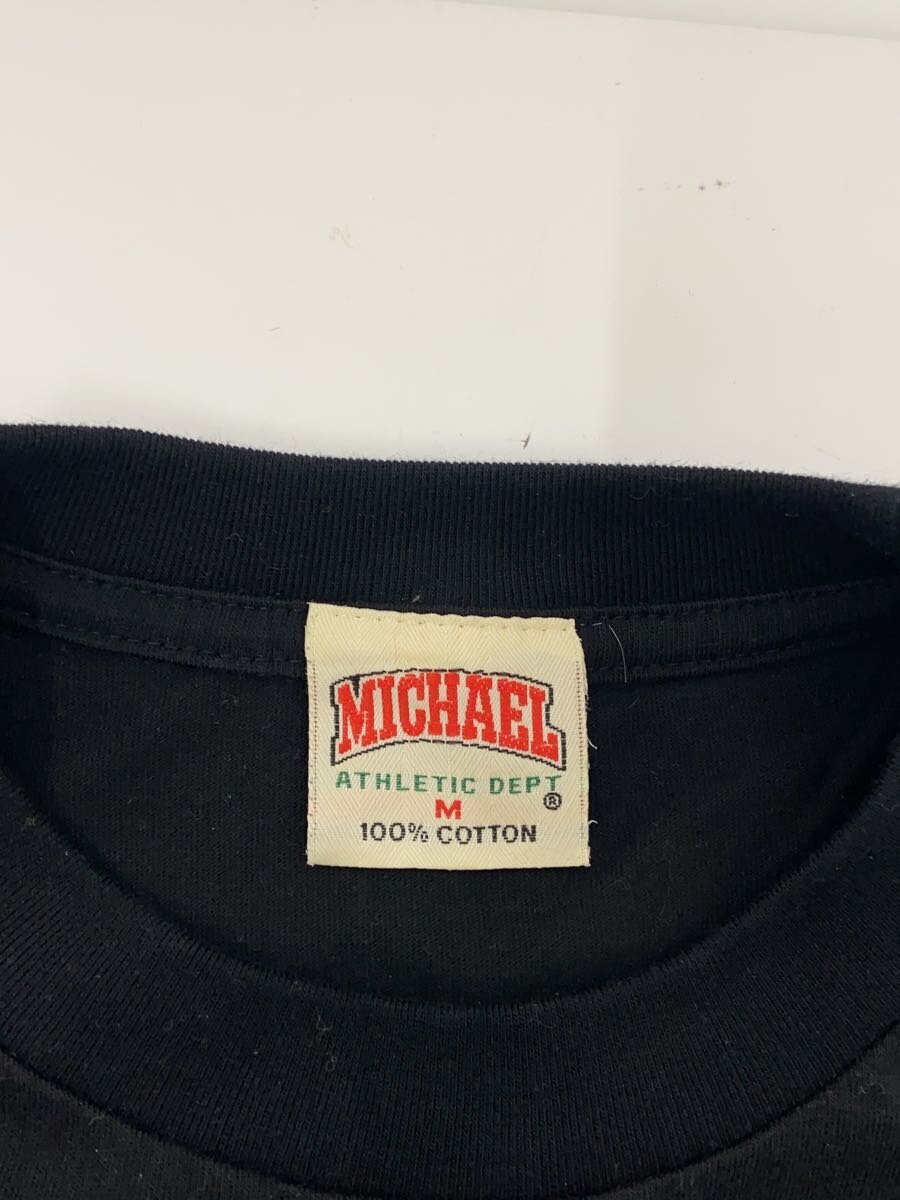 MICHAEL
ATHLETIC DEPT
®
M
100% COTTON